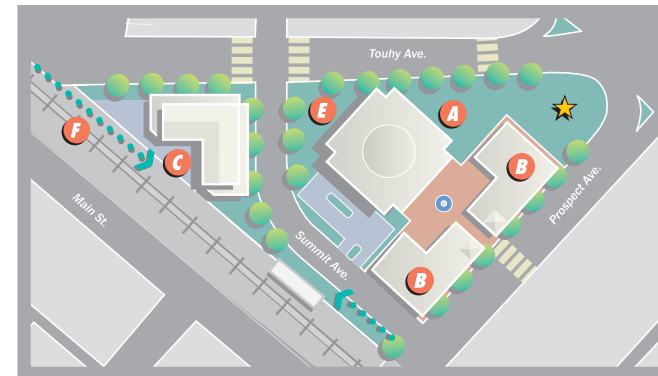 Touhy Ave.
E
A
F
C
B
Prospect Ave.
Main St.
Summit Ave.
B